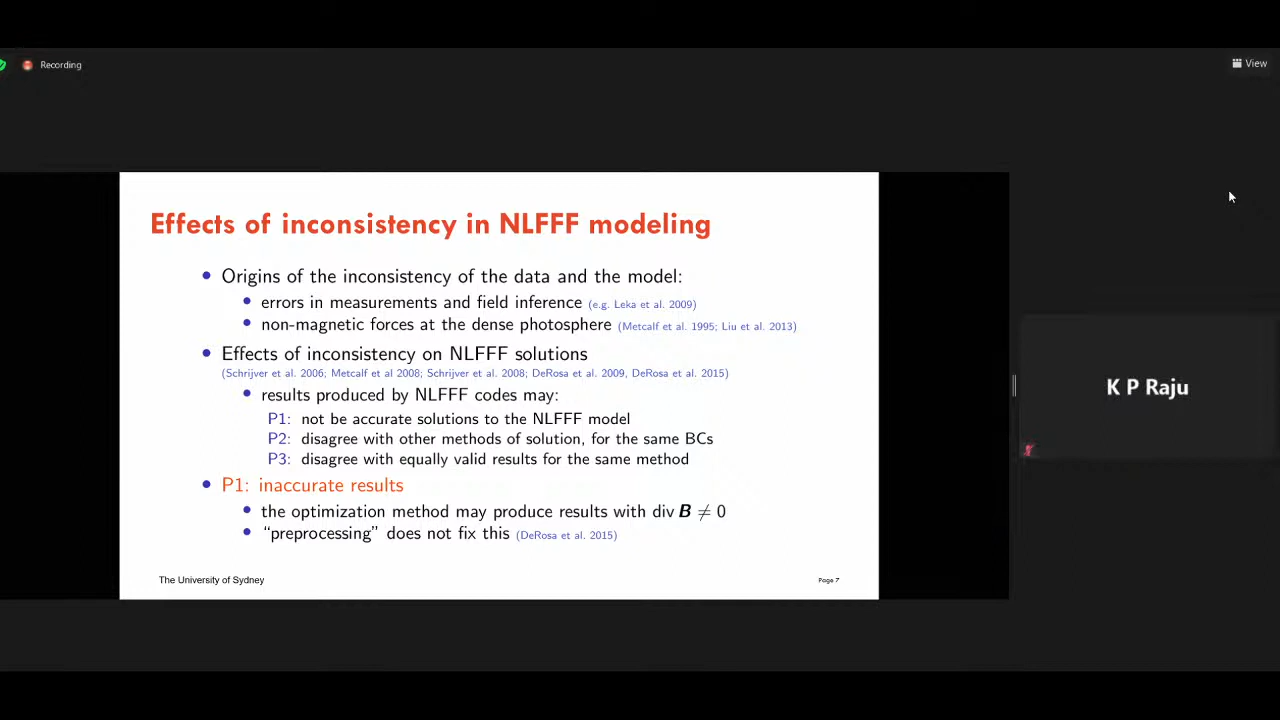 Recording
View
Effects of inconsistency in NLFFF modeling
• Origins of the inconsistency of the data and the model:
• errors in measurements and field inference (e.g. Leka et al. 2009)
• non-magnetic forces at the dense photosphere (Metcalf et al. 1995; Liu et al. 2013)
• Effects of inconsistency on NLFFF solutions
(Schrijver et al. 2006; Metcalf et al 2008; Schrijver et al. 2008; DeRosa et al. 2009, DeRosa et al. 2015)
• results produced by NLFFF codes may:
P1: not be accurate solutions to the NLFFF model
P2: disagree with other methods of solution, for the same BCs
P3: disagree with equally valid results for the same method
• P1: inaccurate results
• the optimization method may produce results with div B ≠ 0
• “preprocessing” does not fix this (DeRosa et al. 2015)
The University of Sydney
Page 7
K P Raju